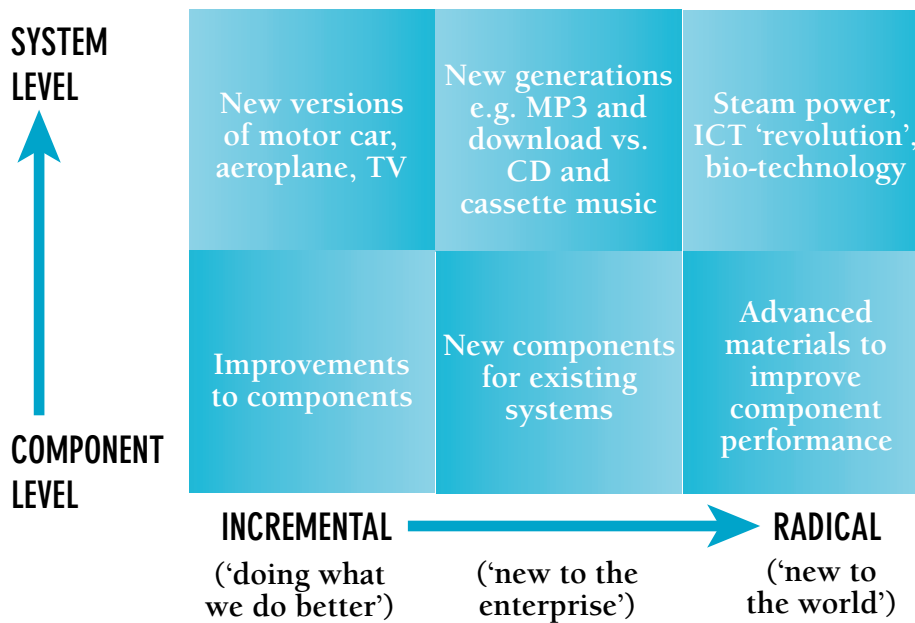 SYSTEM
LEVEL
New versions
of motor car,
aeroplane, TV
New generations
e.g. MP3 and
download vs.
CD and
cassette music
Steam power,
ICT ‘revolution’,
bio-technology
Improvements
to components
New components
for existing
systems
Advanced
materials to
improve
component
performance
COMPONENT
LEVEL
INCREMENTAL
RADICAL
(‘doing what
we do better’)
(‘new to the
enterprise’)
(‘new to
the world’)